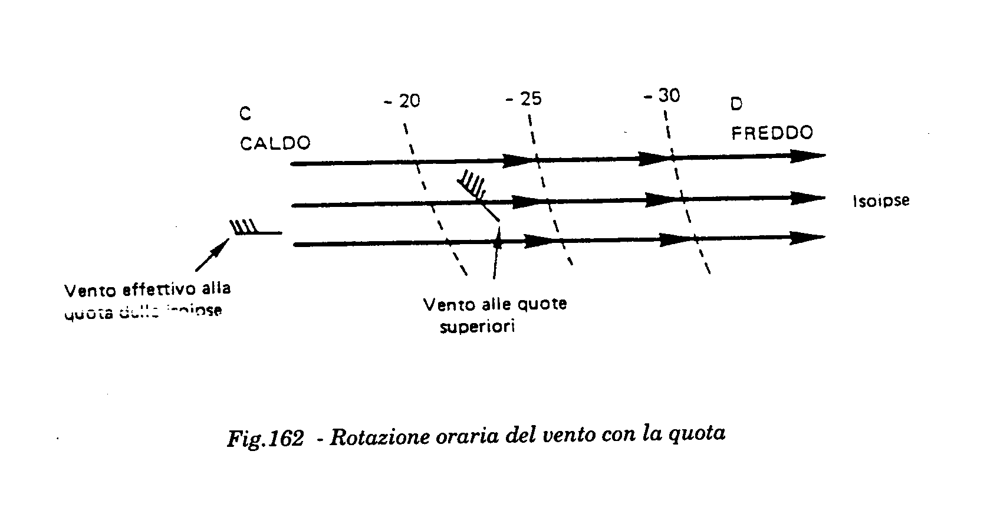 - 20
- 25
- 30
C
CALDO
D
FREDDO
Isoipse
Vento effettivo alla
quota
Vento alle quote
superiori
Fig.162 - Rotazione oraria del vento con la quota